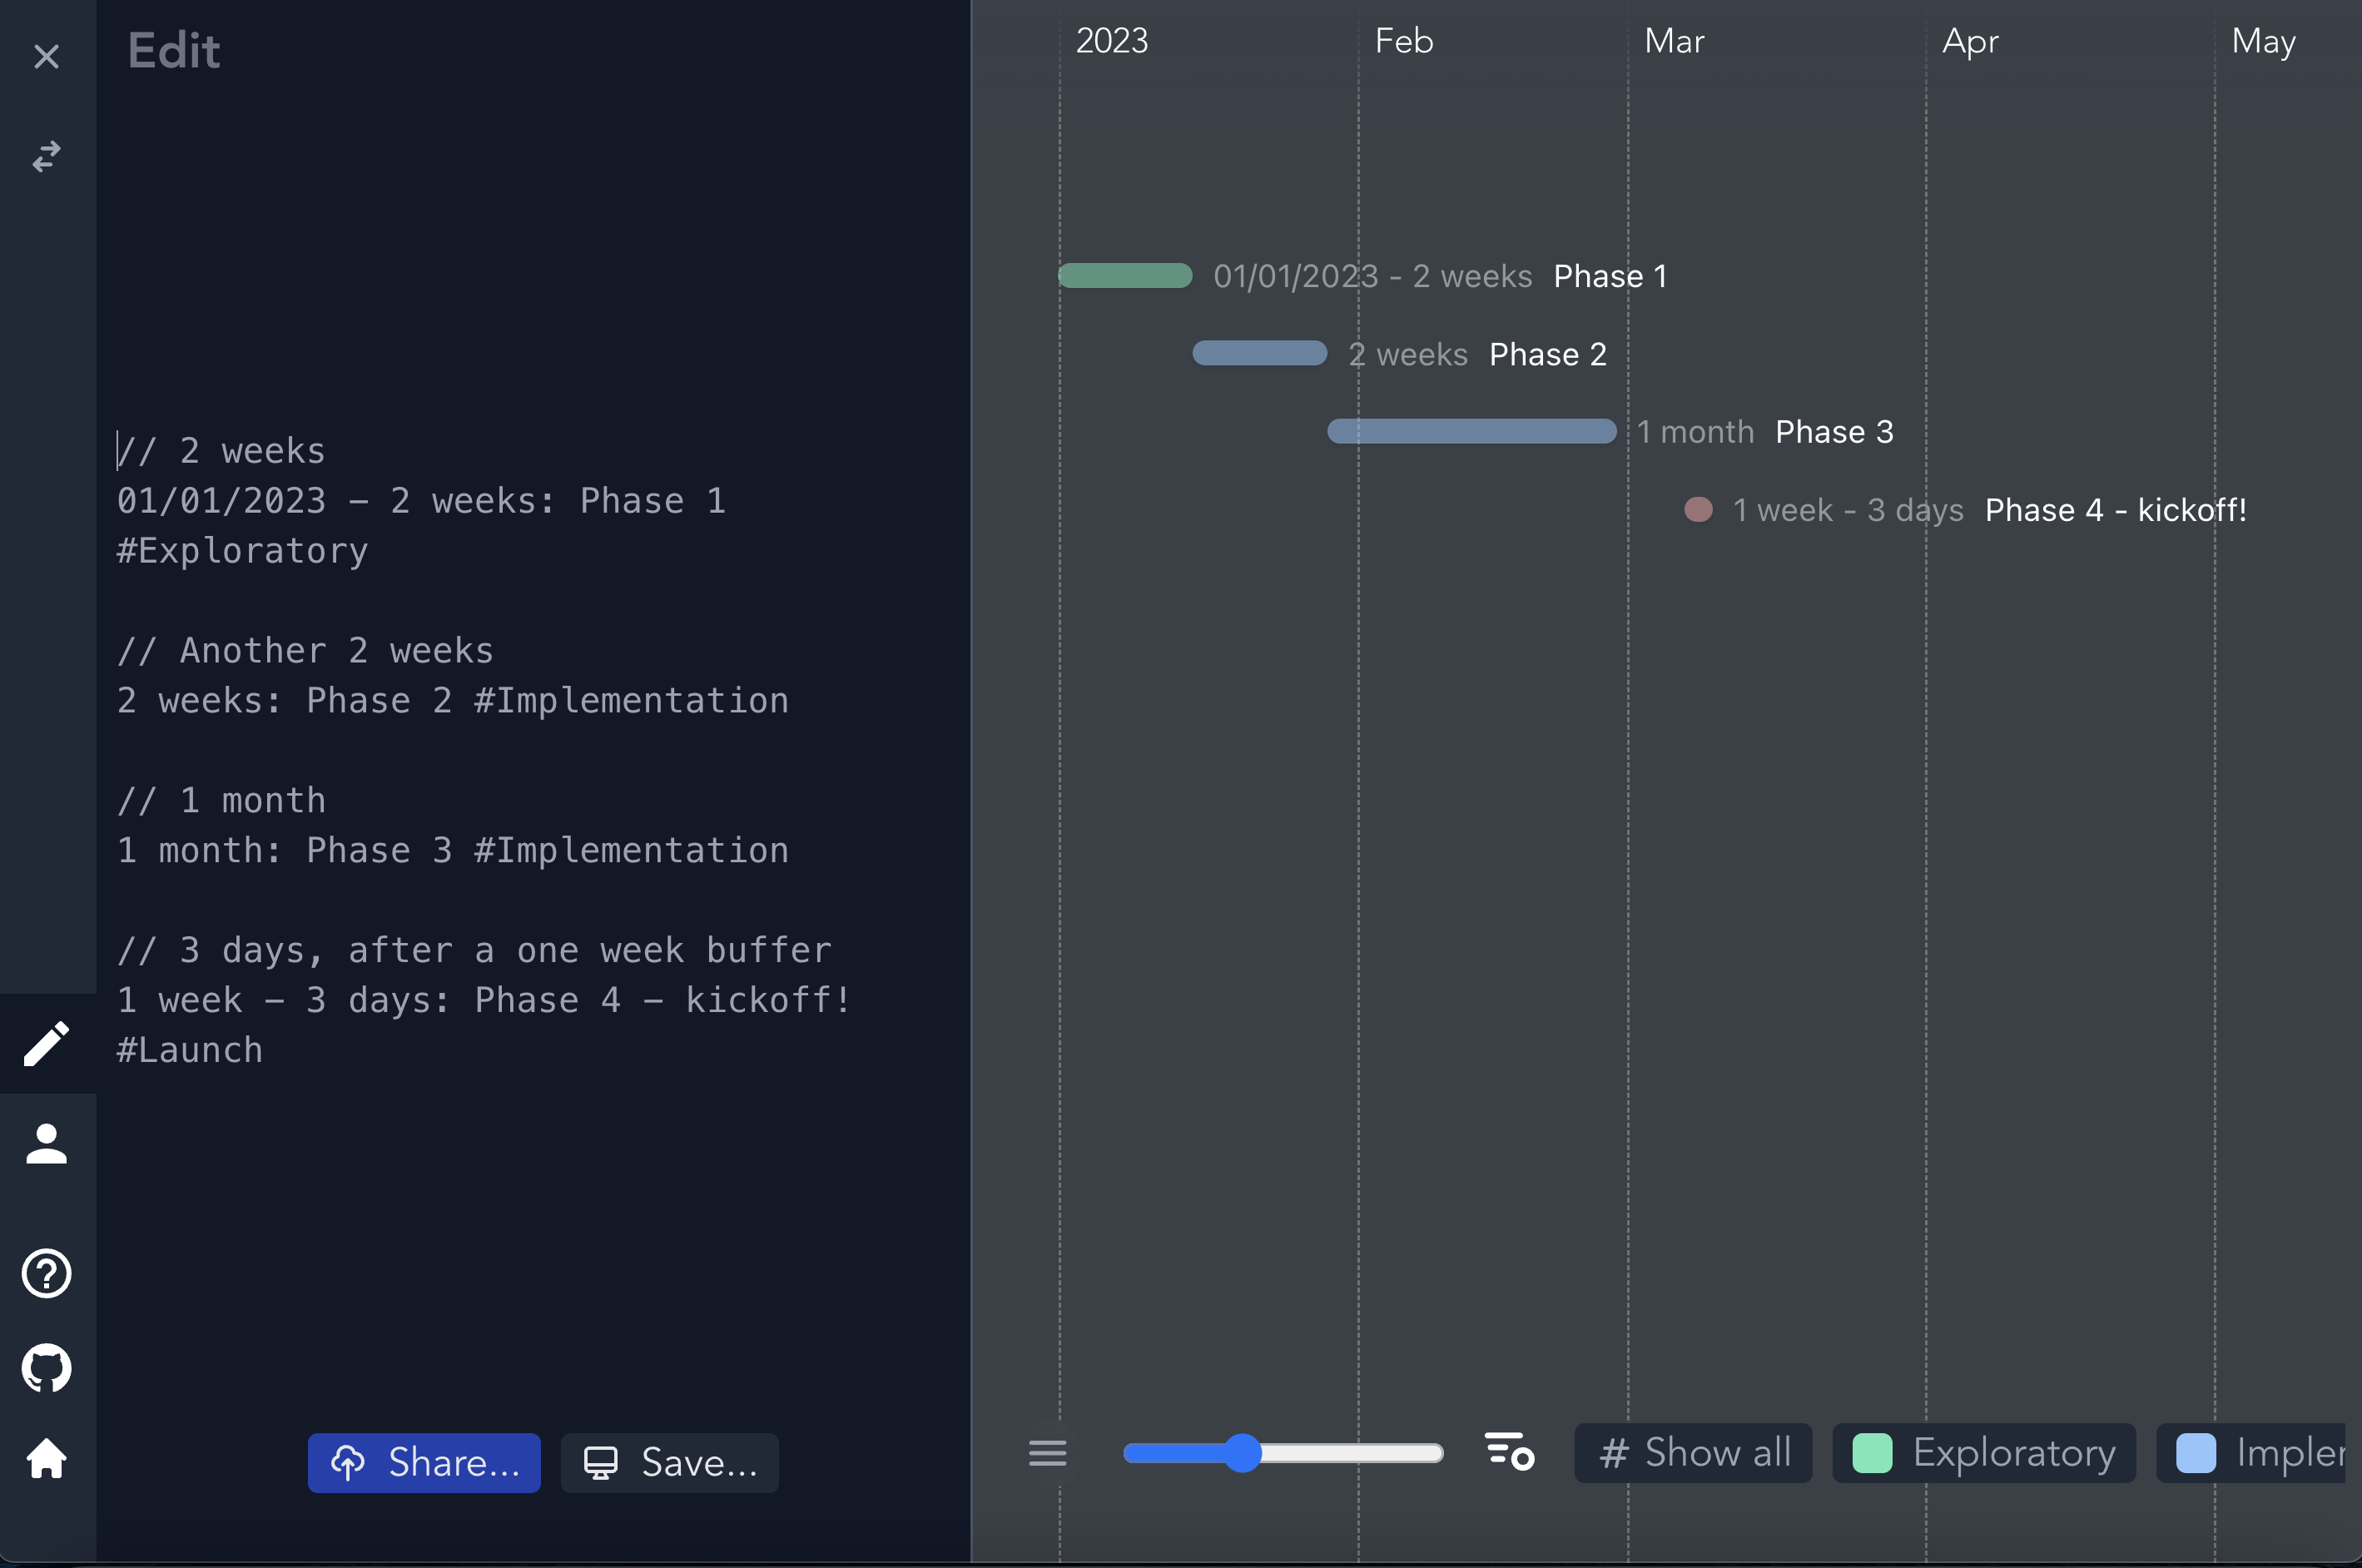 Edit
// 2 weeks
01/01/2023 - 2 weeks: Phase 1
#Exploratory
// Another 2 weeks
2 weeks: Phase 2 #Implementation
// 1 month
1 month: Phase 3 #Implementation
// 3 days, after a one week buffer
1 week - 3 days: Phase 4 - kickoff!
#Launch
Share...
Save...
2023 Feb Mar Apr May
01/01/2023 - 2 weeks Phase 1
2 weeks Phase 2
1 month Phase 3
1 week - 3 days Phase 4 - kickoff!
# Show all
Exploratory